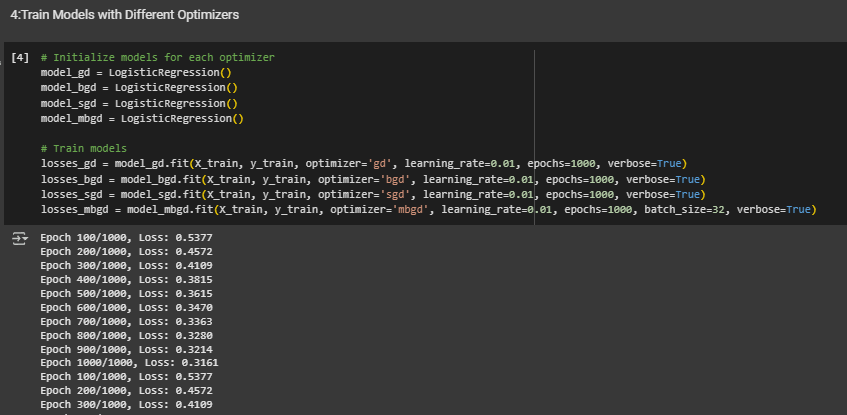 4:Train Models with Different Optimizers
[4] # Initialize models for each optimizer
model_gd = LogisticRegression()
model_bgd = LogisticRegression()
model_sgd = LogisticRegression()
model_mbgd = LogisticRegression()
# Train models
losses_gd = model_gd.fit(X_train, y_train, optimizer='gd', learning_rate=0.01, epochs=1000, verbose=True)
losses_bgd = model_bgd.fit(X_train, y_train, optimizer='bgd', learning_rate=0.01, epochs=1000, verbose=True)
losses_sgd = model_sgd.fit(X_train, y_train, optimizer='sgd', learning_rate=0.01, epochs=1000, verbose=True)
losses_mbgd = model_mbgd.fit(X_train, y_train, optimizer='mbgd', learning_rate=0.01, epochs=1000, batch_size=32, verbose=True)
Epoch 100/1000, Loss: 0.5377
Epoch 200/1000, Loss: 0.4572
Epoch 300/1000, Loss: 0.4109
Epoch 400/1000, Loss: 0.3815
Epoch 500/1000, Loss: 0.3615
Epoch 600/1000, Loss: 0.3470
Epoch 700/1000, Loss: 0.3363
Epoch 800/1000, Loss: 0.3280
Epoch 900/1000, Loss: 0.3214
Epoch 1000/1000, Loss: 0.3161
Epoch 100/1000, Loss: 0.5377
Epoch 200/1000, Loss: 0.4572
Epoch 300/1000, Loss: 0.4109